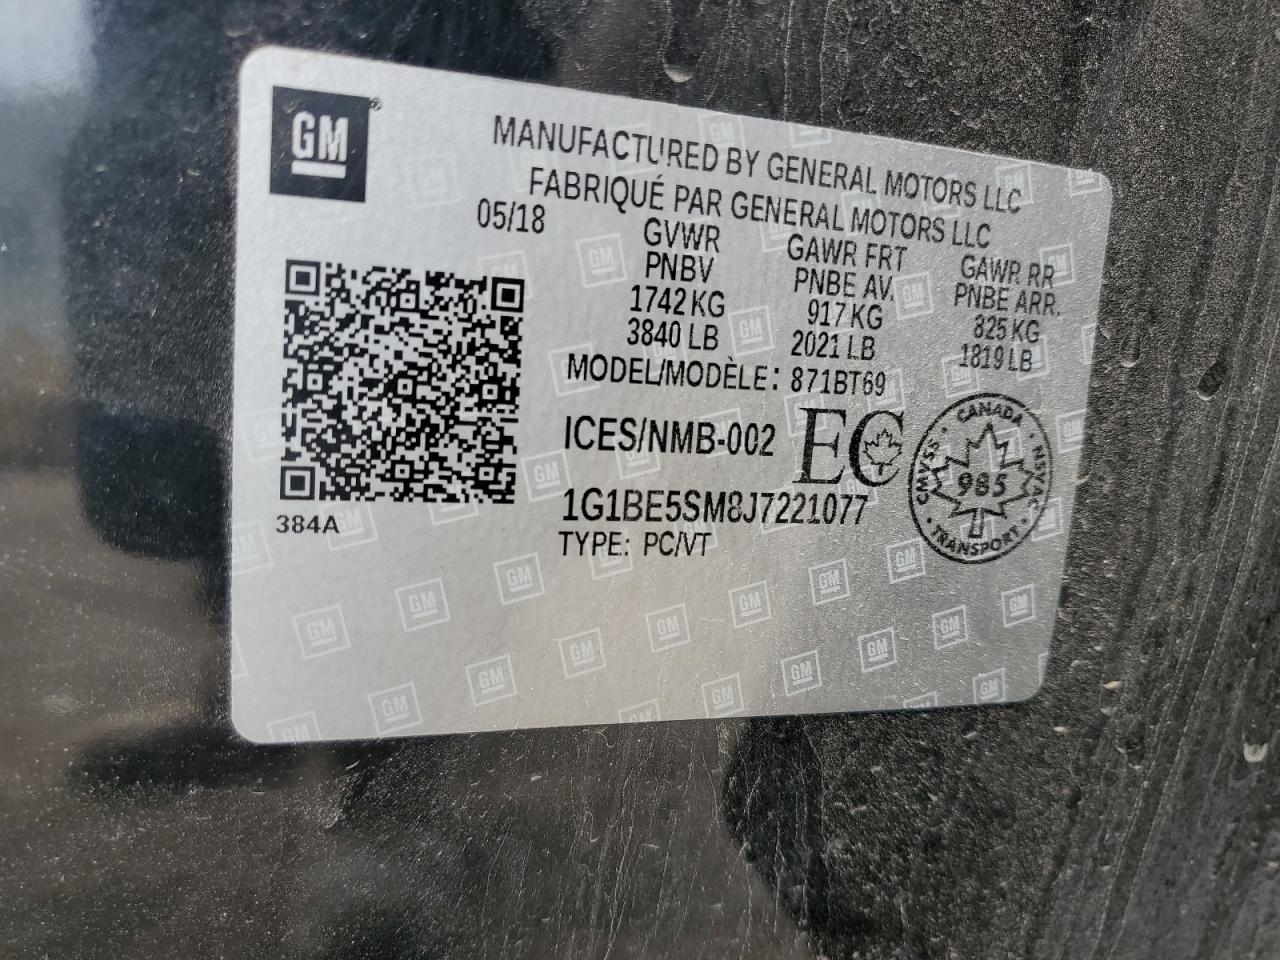 GM®
MANUFACTURED BY GENERAL MOTORS LLC
FABRIQUÉ PAR GENERAL MOTORS LLC
05/18 GVWR GAWR FRT GAWR RR
PNBV PNBE AV. PNBE ARR.
1742 KG 917 KG 825 KG
3840 LB 2021 LB 1819 LB
MODEL/MODÈLE: 871BT69
ICES/NMB-002 EC
1G1BE5SM8J7221077
TYPE: PC/VT
384A
CANADA
CMVSS · NSVAC
985
TRANSPORT